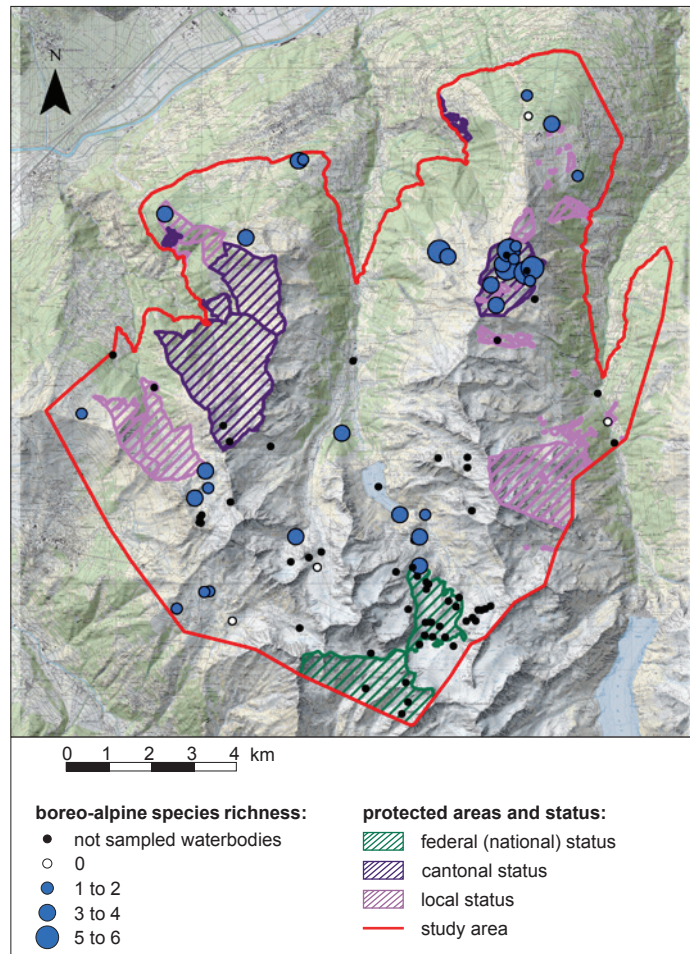 N
0 1 2 3 4 km
boreo-alpine species richness:
not sampled waterbodies
0
1 to 2
3 to 4
5 to 6
protected areas and status:
federal (national) status
cantonal status
local status
study area